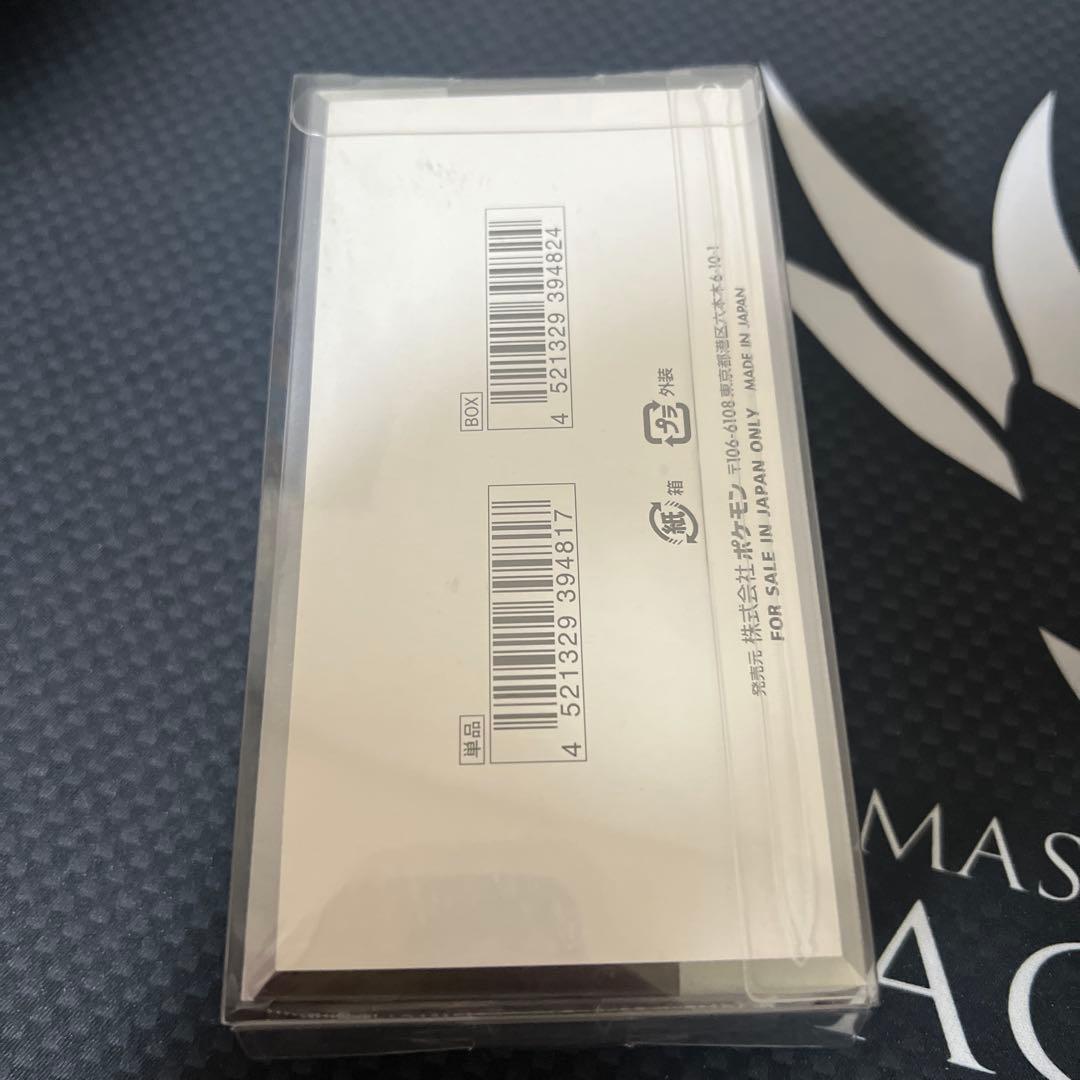 単品
4 521329 394817
BOX
4 521329 394824
紙 箱
プラ 外装
発売元 株式会社ポケモン 〒106-6108 東京都港区六本木6-10-1
FOR SALE IN JAPAN ONLY MADE IN JAPAN
MAS
AC